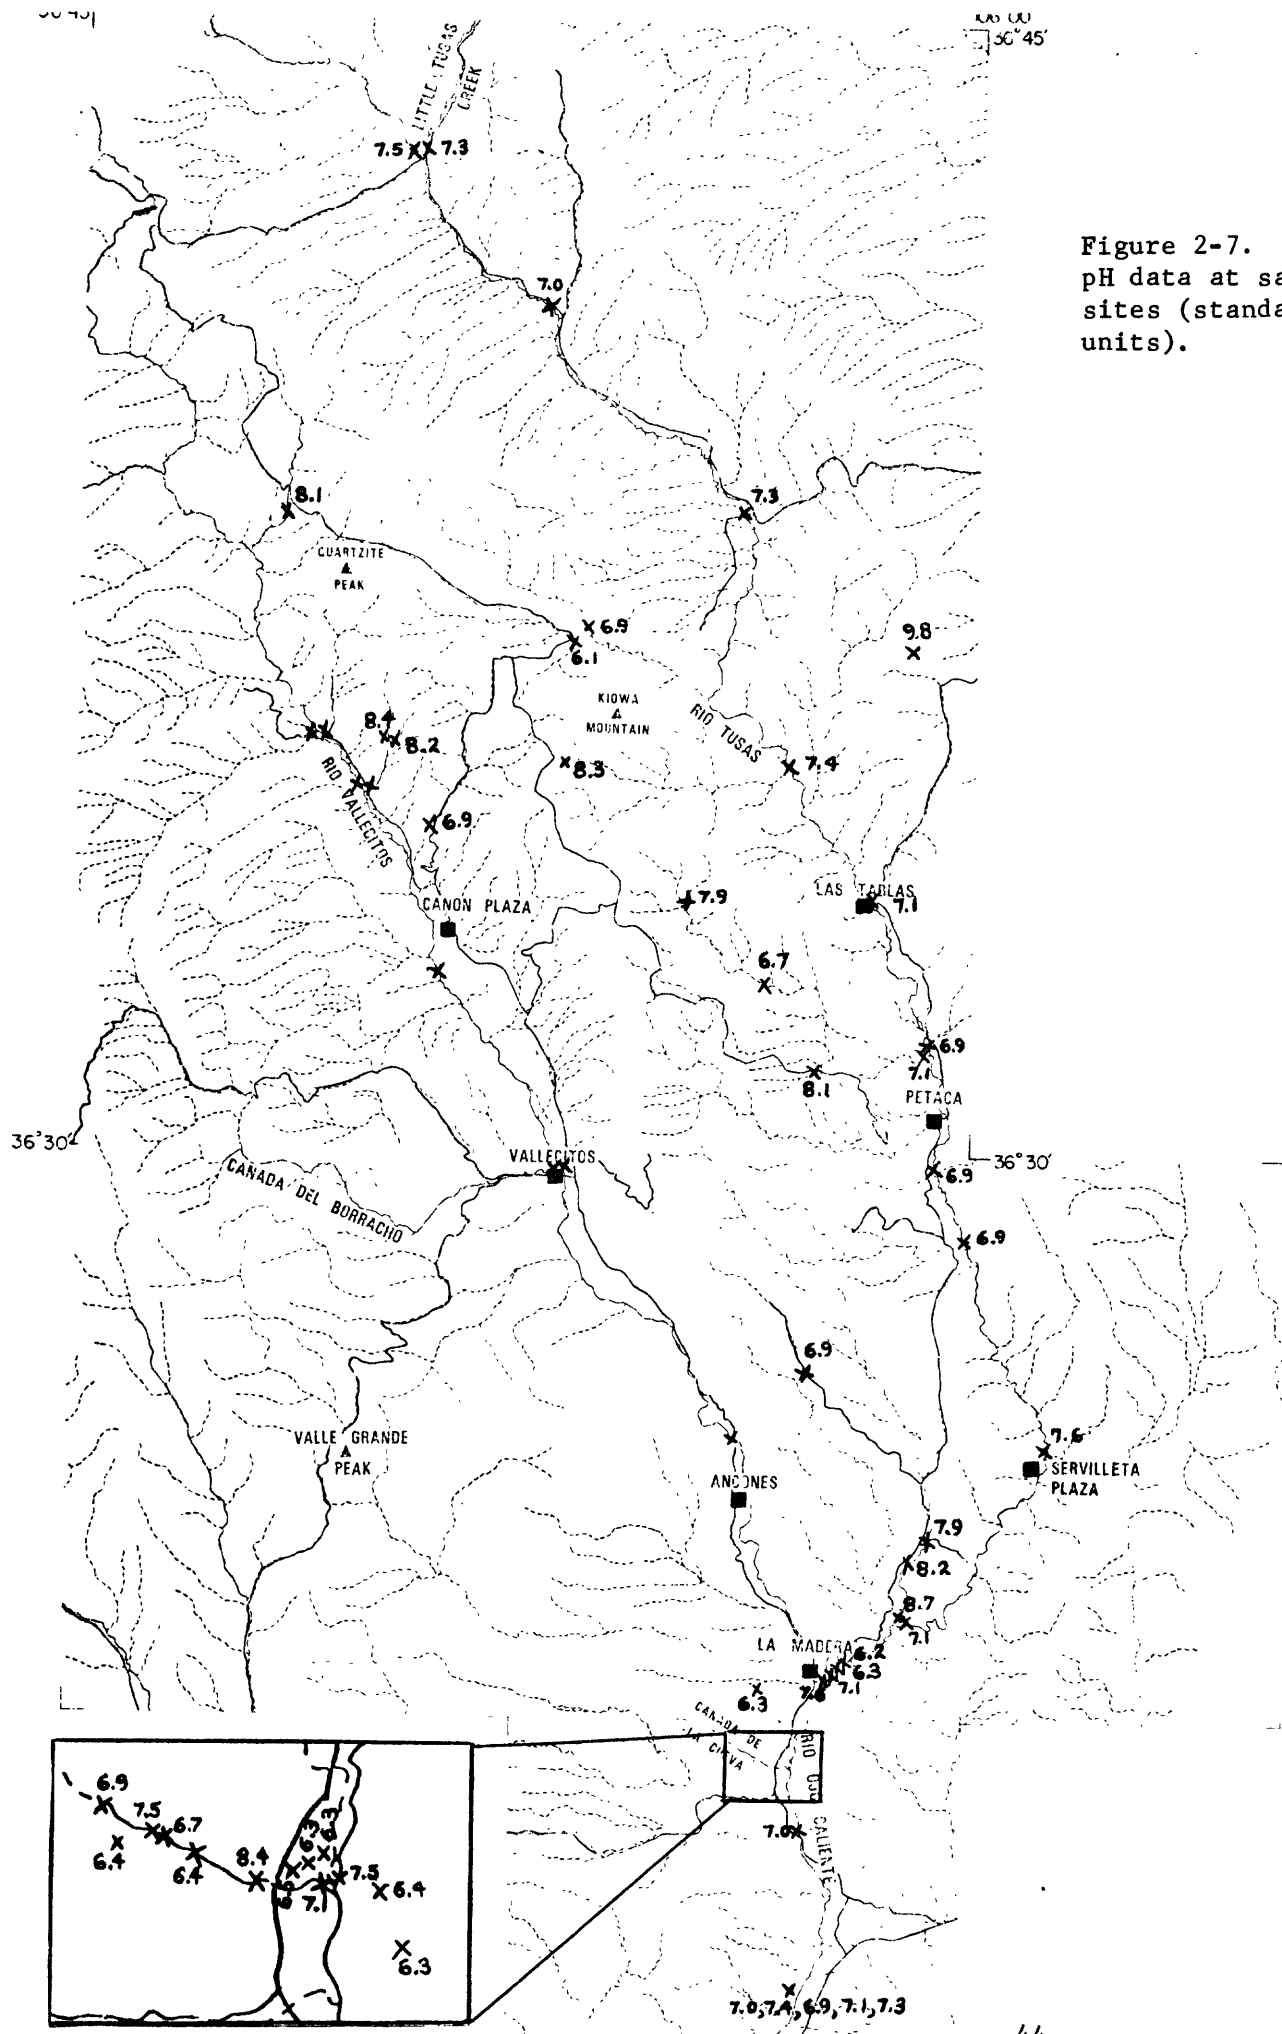 106 00
36°45'
LITTLE TUSAS
CREEK
7.5
7.3
7.0
Figure 2-7.
pH data at sa
sites (standa
units).
8.1
7.3
QUARTZITE
PEAK
6.9
6.1
9.8
KIOWA
MOUNTAIN
RIO TUSAS
8.4
8.2
8.3
7.4
RIO VALLECITOS
6.9
LAS TABLAS
7.1
7.9
CANON PLAZA
6.7
6.9
7.1
8.1
PETACA
36°30'
36°30'
VALLECITOS
6.9
CANADA DEL BORRACHO
6.9
6.9
VALLE GRANDE
PEAK
7.6
SERVILLETA
PLAZA
ANCONES
7.9
8.2
8.7
7.1
LA MADERA
6.2
6.3
7.1
7.6
6.3
CANADA DE
LA CUEVA
RIO OJO
CALIENTE
6.9
7.5
6.7
6.4
6.4
8.4
6.3
6.3
6.6
7.1
7.5
6.4
6.3
7.0
7.0,7.4,6.9,7.1,7.3